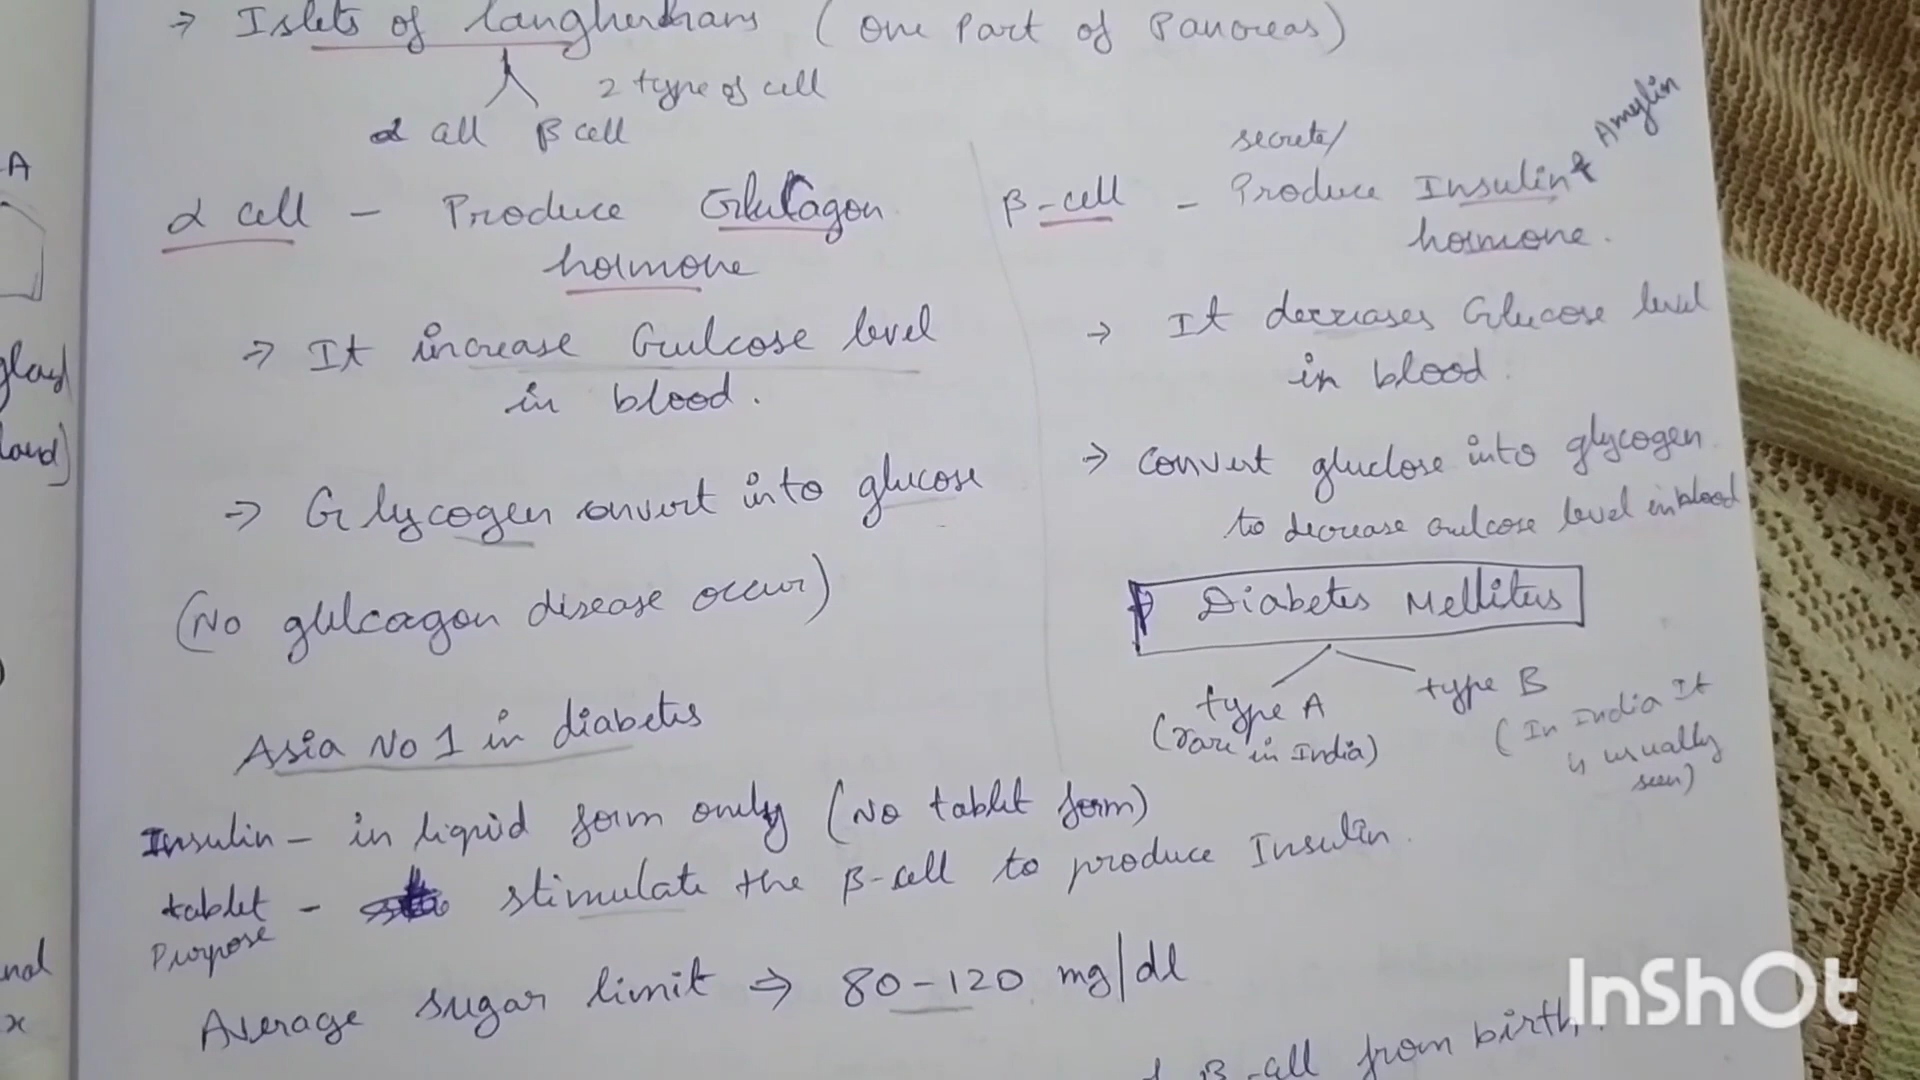 → Islets of langherhans (One Part of Pancreas)
2 type of cell
α cell β cell
α cell - Produce Glucagon
hormone
→ It increase Gulcose level
in blood.
→ Glycogen convert into glucose
(No glulcagon disease occur)
secrete/
β-cell - Produce Insulin & Amylin
hormone.
→ It decreases Glucose level
in blood.
→ convert gluclose into glycogen
to decrease gulcose level in blood
Diabetes Mellitus
type A
(rare in India)
type B
(In India It
is usually
seen)
Asia No 1 in diabetes
Insulin - in liquid form only (No tablet form)
tablet - stimulate the β-cell to produce Insulin.
Purpose
Average sugar limit → 80-120 mg/dl
β-cell from birth.
A
gland
land)
nal
x
InShOt